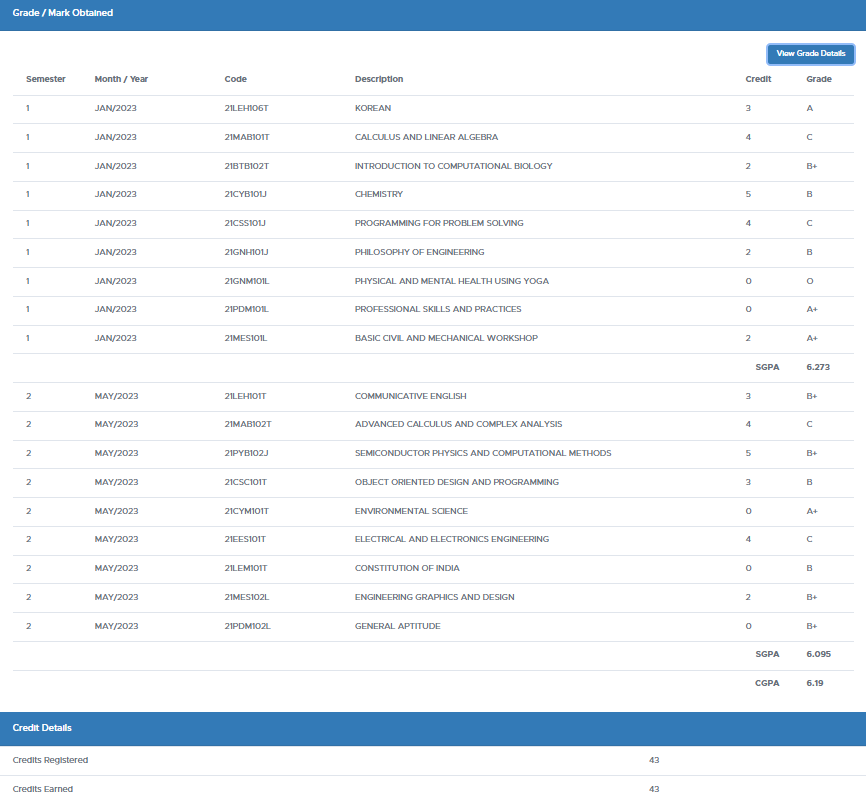 Grade / Mark Obtained
View Grade Details
Semester Month / Year Code Description Credit Grade
1 JAN/2023 21LEH106T KOREAN 3 A
1 JAN/2023 21MAB101T CALCULUS AND LINEAR ALGEBRA 4 C
1 JAN/2023 21BTB102T INTRODUCTION TO COMPUTATIONAL BIOLOGY 2 B+
1 JAN/2023 21CYB101J CHEMISTRY 5 B
1 JAN/2023 21CSS101J PROGRAMMING FOR PROBLEM SOLVING 4 C
1 JAN/2023 21GNH101J PHILOSOPHY OF ENGINEERING 2 B
1 JAN/2023 21GNM101L PHYSICAL AND MENTAL HEALTH USING YOGA 0 O
1 JAN/2023 21PDM101L PROFESSIONAL SKILLS AND PRACTICES 0 A+
1 JAN/2023 21MES101L BASIC CIVIL AND MECHANICAL WORKSHOP 2 A+
SGPA 6.273
2 MAY/2023 21LEH101T COMMUNICATIVE ENGLISH 3 B+
2 MAY/2023 21MAB102T ADVANCED CALCULUS AND COMPLEX ANALYSIS 4 C
2 MAY/2023 21PYB102J SEMICONDUCTOR PHYSICS AND COMPUTATIONAL METHODS 5 B+
2 MAY/2023 21CSC101T OBJECT ORIENTED DESIGN AND PROGRAMMING 3 B
2 MAY/2023 21CYM101T ENVIRONMENTAL SCIENCE 0 A+
2 MAY/2023 21EES101T ELECTRICAL AND ELECTRONICS ENGINEERING 4 C
2 MAY/2023 21LEM101T CONSTITUTION OF INDIA 0 B
2 MAY/2023 21MES102L ENGINEERING GRAPHICS AND DESIGN 2 B+
2 MAY/2023 21PDM102L GENERAL APTITUDE 0 B+
SGPA 6.095
CGPA 6.19
Credit Details
Credits Registered 43
Credits Earned 43